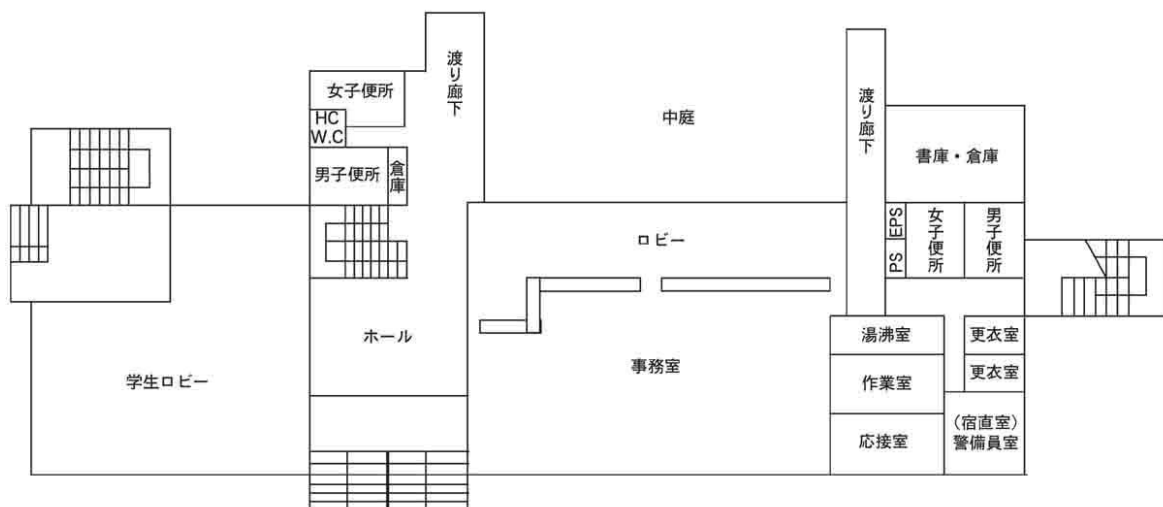 渡り廊下
女子便所
HC
W.C
男子便所
倉庫
中庭
渡り廊下
書庫・倉庫
ロビー
EPS
PS
女子便所
男子便所
ホール
学生ロビー
事務室
湯沸室
更衣室
作業室
更衣室
応接室
（宿直室）
警備員室